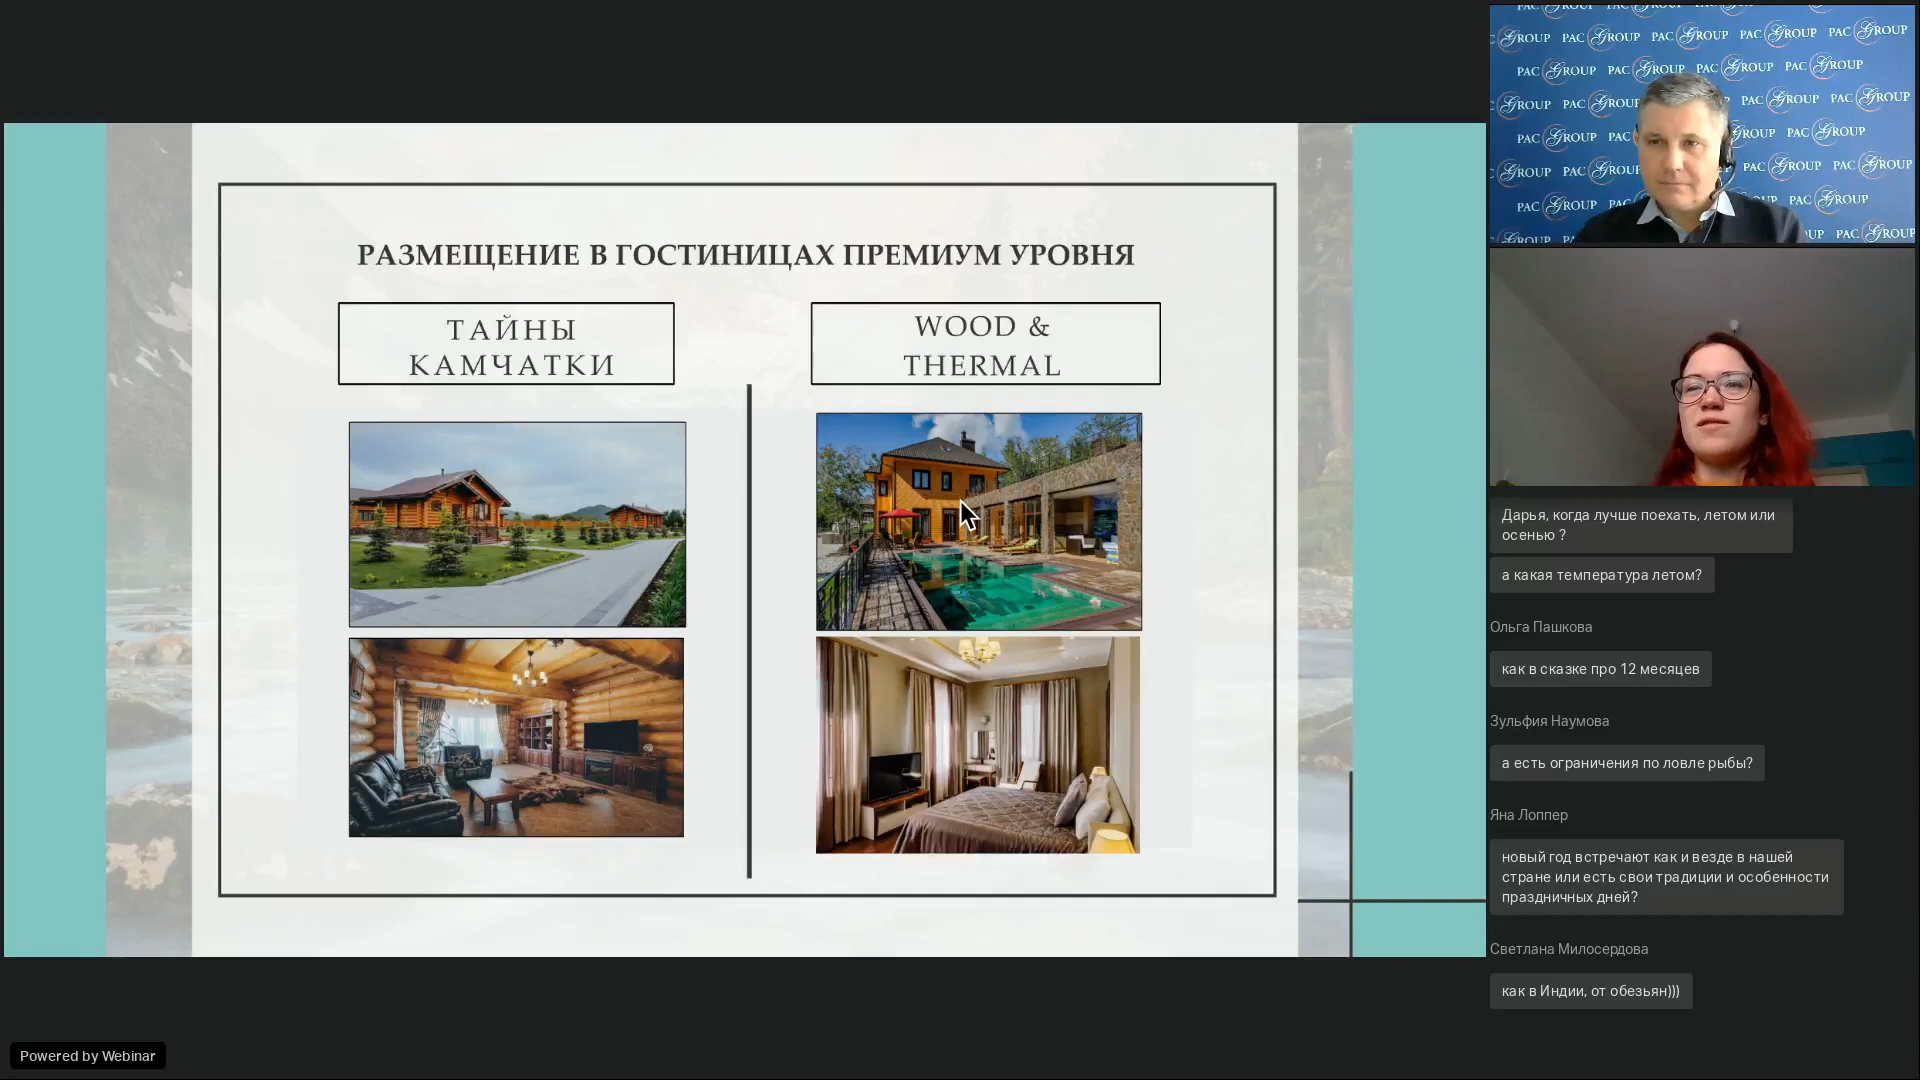 РАЗМЕЩЕНИЕ В ГОСТИНИЦАХ ПРЕМИУМ УРОВНЯ
ТАЙНЫ
КАМЧАТКИ
WOOD &
THERMAL
PAC GROUP
Дарья, когда лучше поехать, летом или
осенью ?
а какая температура летом?
Ольга Пашкова
как в сказке про 12 месяцев
Зульфия Наумова
а есть ограничения по ловле рыбы?
Яна Лоппер
новый год встречают как и везде в нашей
стране или есть свои традиции и особенности
праздничных дней?
Светлана Милосердова
как в Индии, от обезьян)))
Powered by Webinar